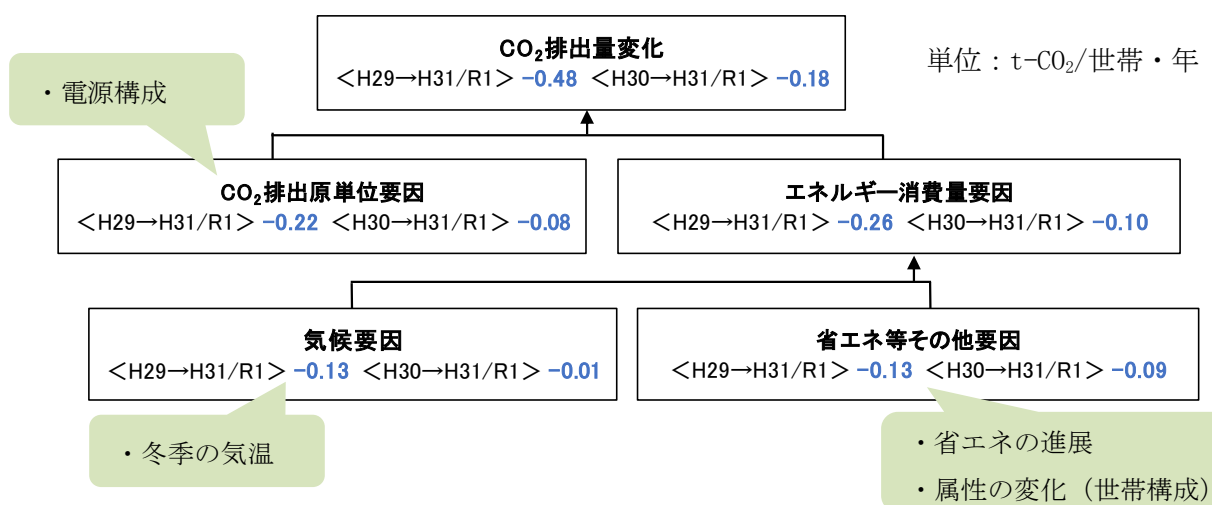 CO₂排出量変化
<H29→H31/R1> -0.48 <H30→H31/R1> -0.18
単位:t-CO₂/世帯・年
・電源構成
CO₂排出原単位要因
<H29→H31/R1> -0.22 <H30→H31/R1> -0.08
エネルギー消費量要因
<H29→H31/R1> -0.26 <H30→H31/R1> -0.10
気候要因
<H29→H31/R1> -0.13 <H30→H31/R1> -0.01
省エネ等その他要因
<H29→H31/R1> -0.13 <H30→H31/R1> -0.09
・冬季の気温
・省エネの進展
・属性の変化(世帯構成)